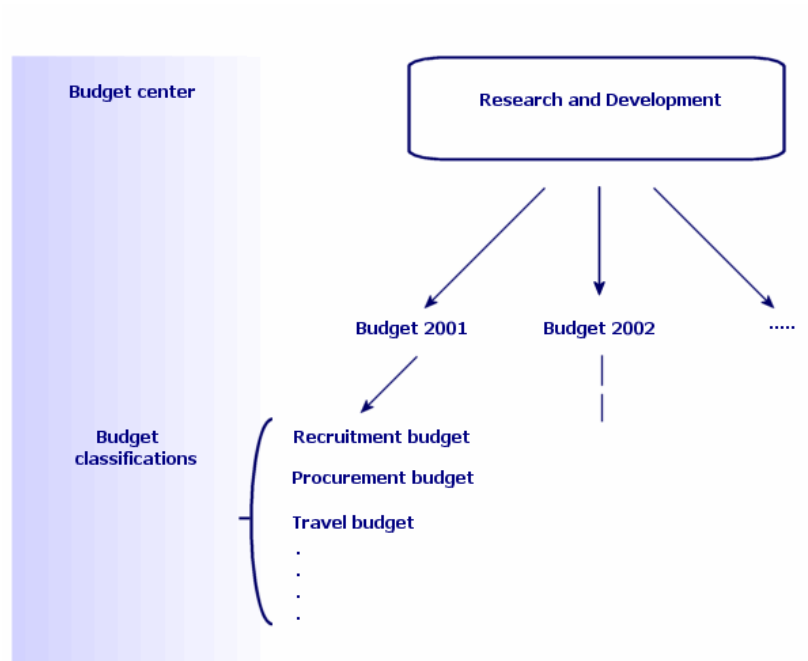 Budget center
Research and Development
Budget 2001
Budget 2002
.....
Budget
classifications
Recruitment budget
Procurement budget
Travel budget
.
.
.
.